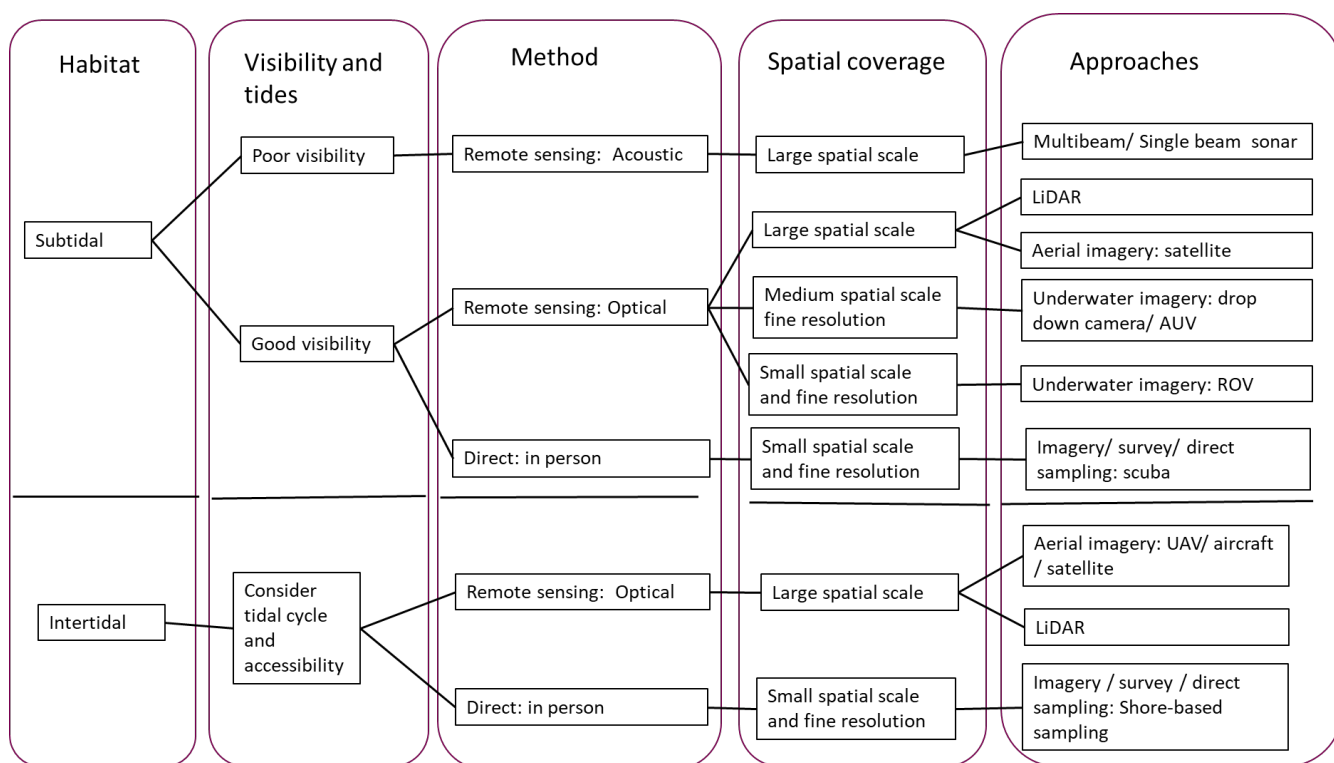 Habitat
Visibility and
tides
Method
Spatial coverage
Approaches
Subtidal
Poor visibility
Remote sensing: Acoustic
Large spatial scale
Multibeam/ Single beam sonar
Good visibility
Remote sensing: Optical
Large spatial scale
LiDAR
Aerial imagery: satellite
Medium spatial scale
fine resolution
Underwater imagery: drop
down camera/ AUV
Small spatial scale
and fine resolution
Underwater imagery: ROV
Direct: in person
Small spatial scale
and fine resolution
Imagery/ survey/ direct
sampling: scuba
Intertidal
Consider
tidal cycle
and
accessibility
Remote sensing: Optical
Large spatial scale
Aerial imagery: UAV/ aircraft
/ satellite
LiDAR
Direct: in person
Small spatial scale
and fine resolution
Imagery / survey / direct
sampling: Shore-based
sampling